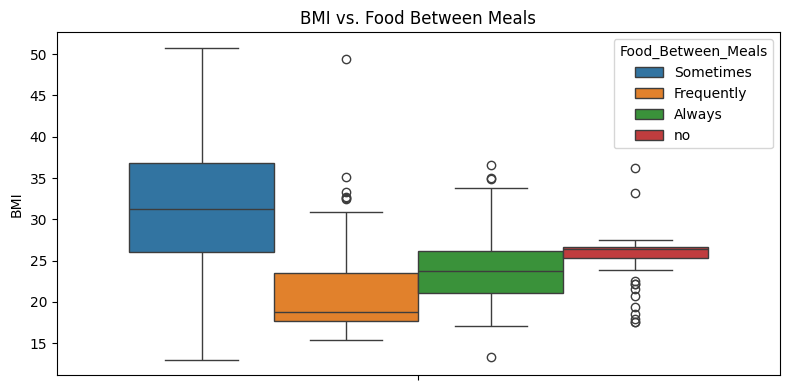 BMI vs. Food Between Meals
Food_Between_Meals
Sometimes
Frequently
Always
no
BMI
50
45
40
35
30
25
20
15